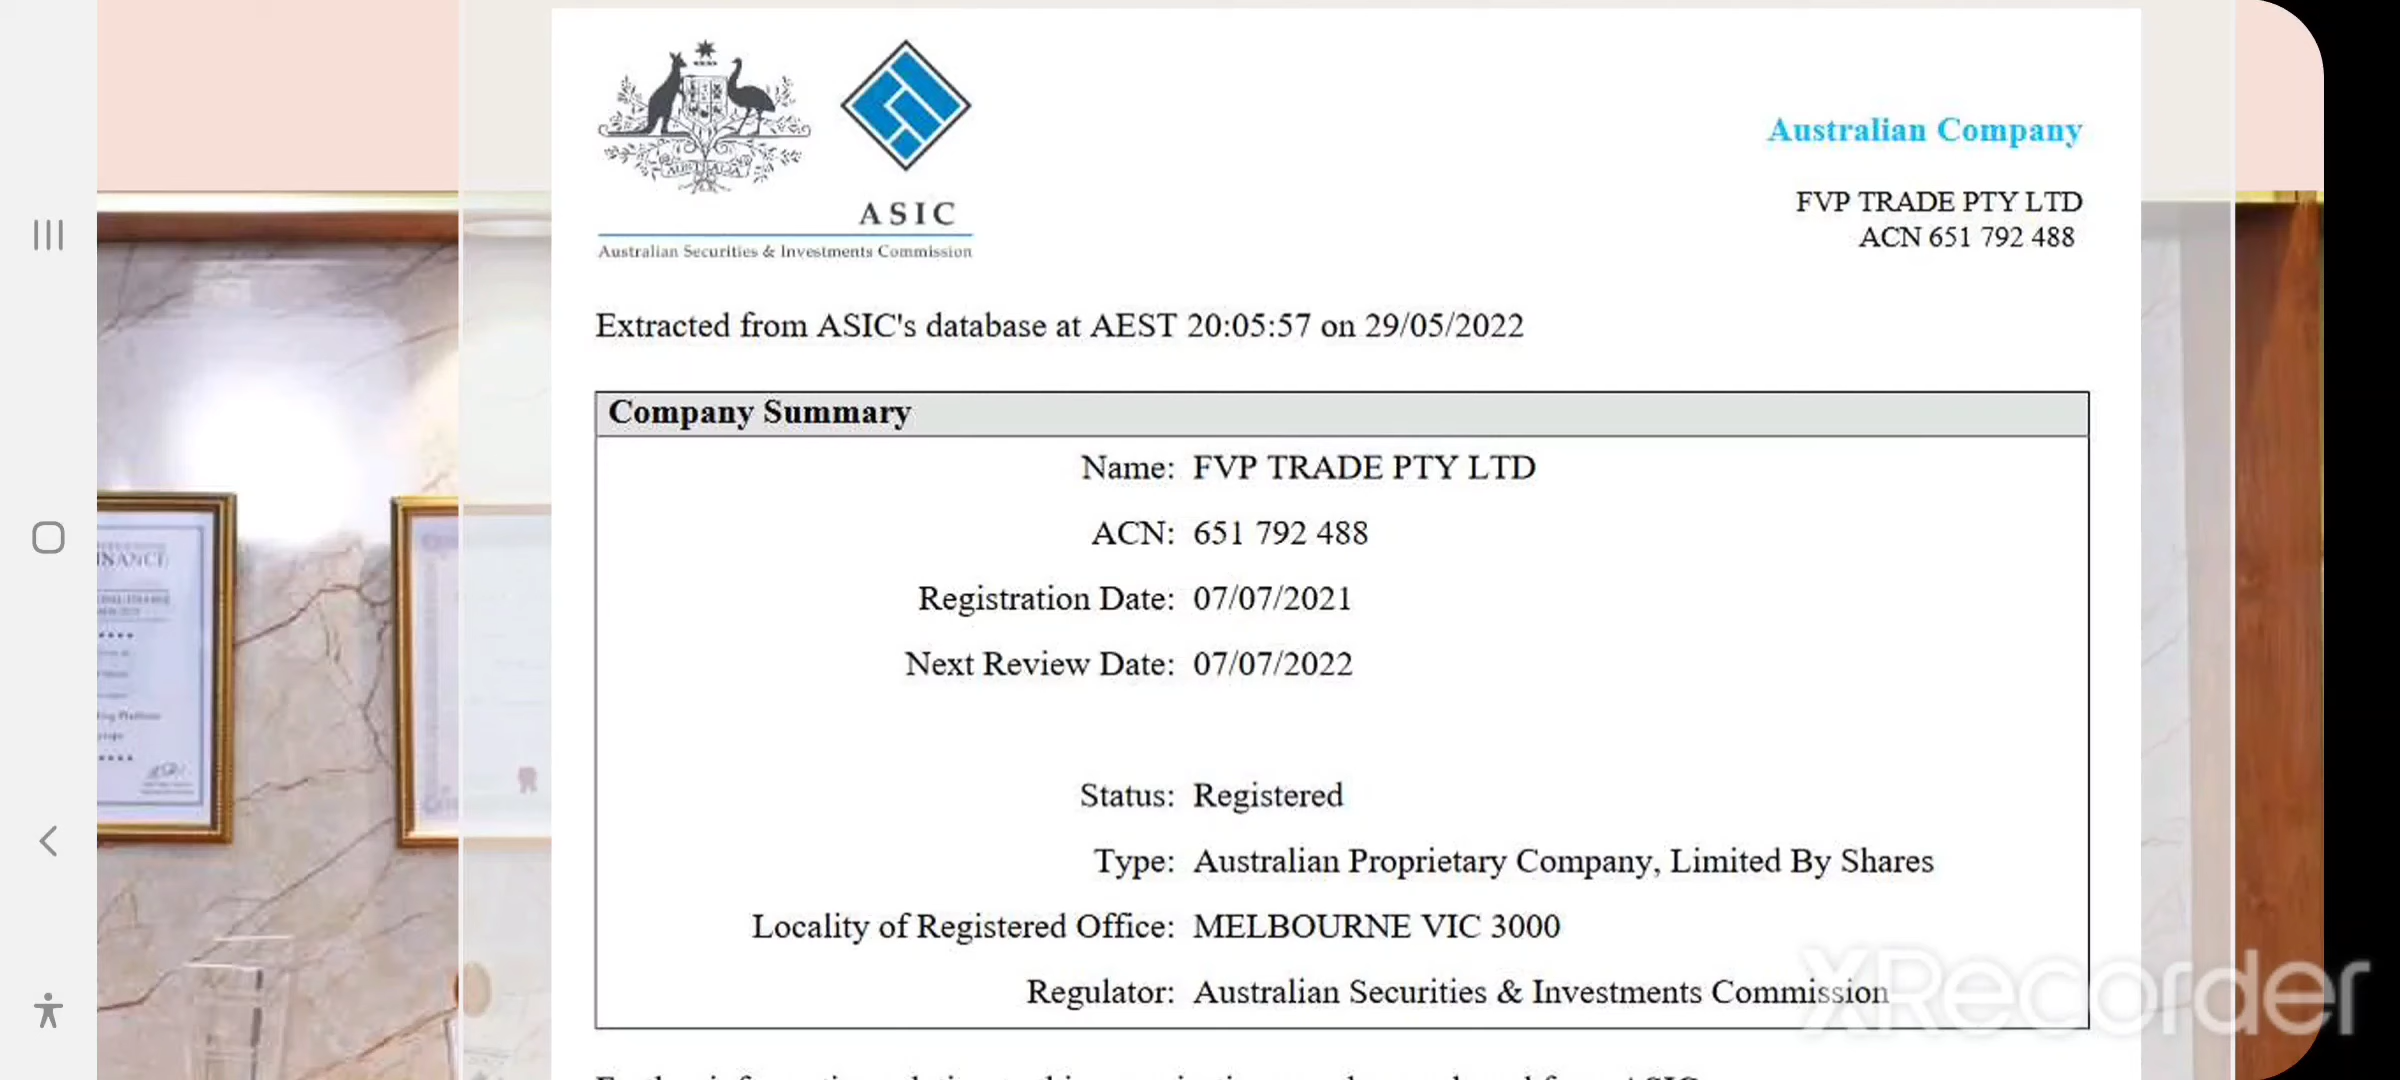 AUSTRALIA
ASIC
Australian Securities & Investments Commission
Australian Company
FVP TRADE PTY LTD
ACN 651 792 488
Extracted from ASIC's database at AEST 20:05:57 on 29/05/2022
Company Summary
Name: FVP TRADE PTY LTD
ACN: 651 792 488
Registration Date: 07/07/2021
Next Review Date: 07/07/2022
Status: Registered
Type: Australian Proprietary Company, Limited By Shares
Locality of Registered Office: MELBOURNE VIC 3000
Regulator: Australian Securities & Investments Commission
XRecorder